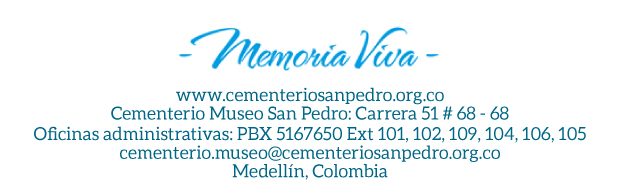 - Memoria Viva -
www.cementeriosanpedro.org.co
Cementerio Museo San Pedro: Carrera 51 # 68 - 68
Oficinas administrativas: PBX 5167650 Ext 101, 102, 109, 104, 106, 105
cementerio.museo@cementeriosanpedro.org.co
Medellín, Colombia